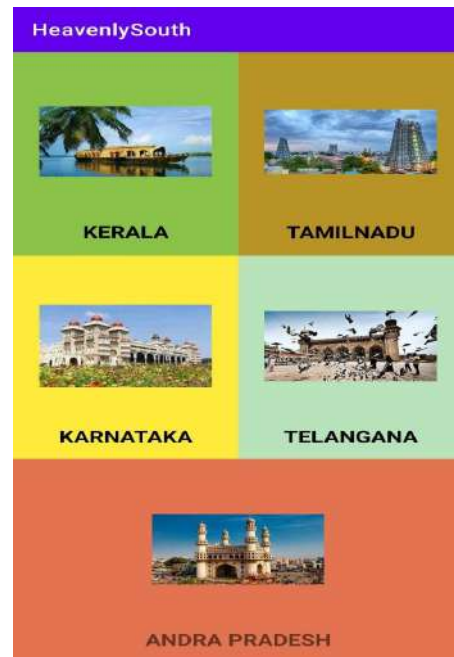 HeavenlySouth
KERALA
TAMILNADU
KARNATAKA
TELANGANA
ANDRA PRADESH